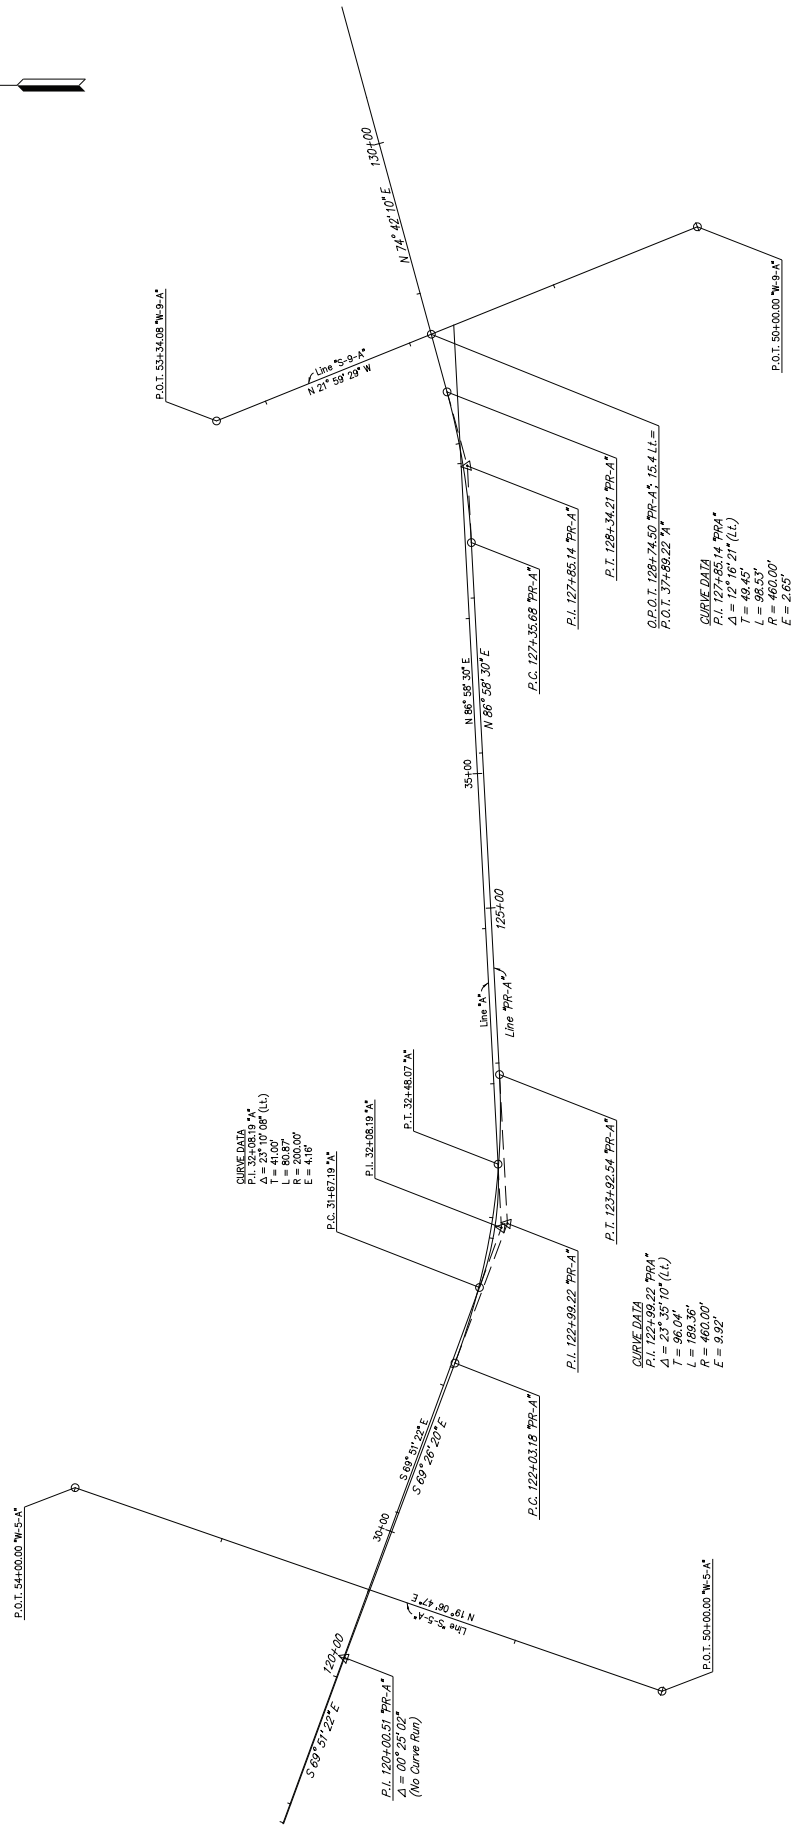 130+00
N 74° 42' 10" E
P.O.T. 53+34.08 "W-9-A"
Line "S-9-A"
N 21° 59' 29" W
P.O.T. 50+00.00 "W-9-A"
O.P.O.T. 128+74.50 "PR-A"; 15.4 Lt.=
P.O.T. 37+89.22 "A"
P.T. 128+34.21 "PR-A"
P.I. 127+85.14 "PR-A"
P.C. 127+35.68 "PR-A"
CURVE DATA
P.I. 127+85.14 "PRA"
Δ = 12° 16' 21" (Lt.)
T = 49.45'
L = 98.53'
R = 460.00'
E = 2.65'
N 86° 58' 30" E
N 86° 58' 30" E
35+00
125+00
Line "A"
Line "PR-A"
CURVE DATA
P.I. 32+08.19 "A"
Δ = 23° 10' 08" (Lt.)
T = 41.00'
L = 80.87'
R = 200.00'
E = 4.16'
P.T. 32+48.07 "A"
P.I. 32+08.19 "A"
P.C. 31+67.19 "A"
P.T. 123+92.54 "PR-A"
P.I. 122+99.22 "PR-A"
P.C. 122+03.18 "PR-A"
CURVE DATA
P.I. 122+99.22 "PRA"
Δ = 23° 35' 10" (Lt.)
T = 96.04'
L = 189.36'
R = 460.00'
E = 9.92'
S 69° 51' 22" E
S 69° 26' 20" E
30+00
P.O.T. 54+00.00 "W-5-A"
N 19° 06' 47" E
Line "S-5-A"
P.O.T. 50+00.00 "W-5-A"
120+00
S 69° 51' 22" E
P.I. 120+00.51 "PR-A"
Δ = 00° 25' 02"
(No Curve Run)